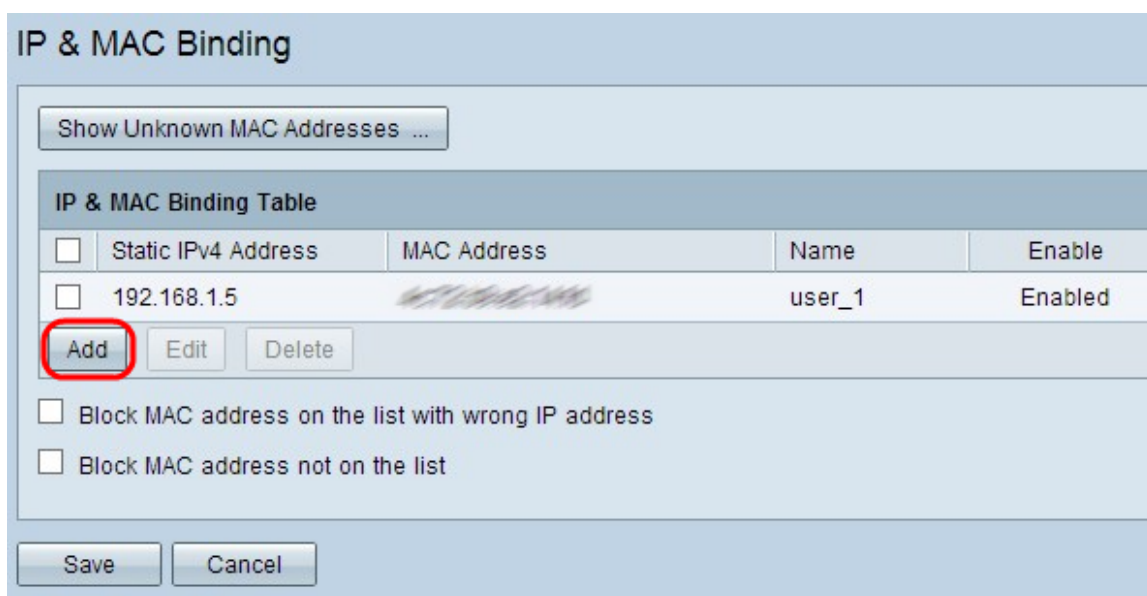 IP & MAC Binding
Show Unknown MAC Addresses ...
IP & MAC Binding Table
Static IPv4 Address MAC Address Name Enable
192.168.1.5 user_1 Enabled
Add Edit Delete
Block MAC address on the list with wrong IP address
Block MAC address not on the list
Save Cancel